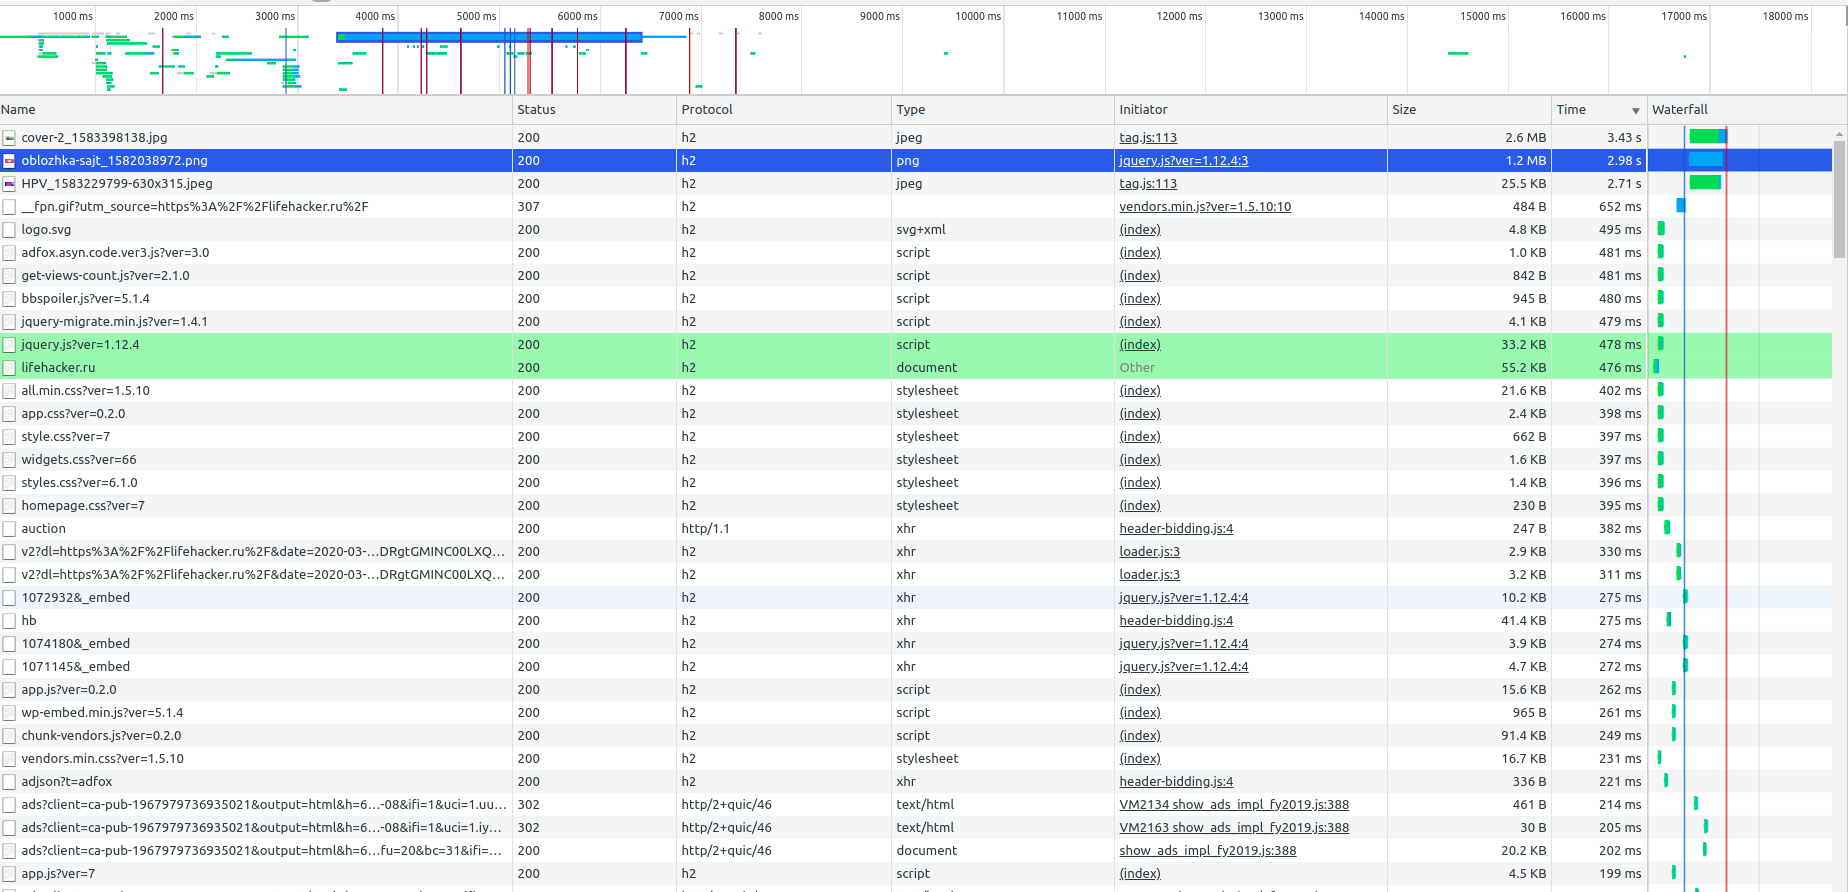 1000 ms 2000 ms 3000 ms 4000 ms 5000 ms 6000 ms 7000 ms 8000 ms 9000 ms 10000 ms 11000 ms 12000 ms 13000 ms 14000 ms 15000 ms 16000 ms 17000 ms 18000 ms
Name Status Protocol Type Initiator Size Time Waterfall
cover-2_1583398138.jpg 200 h2 jpeg tag.js:113 2.6 MB 3.43 s
oblozhka-sajt_1582038972.png 200 h2 png jquery.js?ver=1.12.4:3 1.2 MB 2.98 s
HPV_1583229799-630x315.jpeg 200 h2 jpeg tag.js:113 25.5 KB 2.71 s
__fpn.gif?utm_source=https%3A%2F%2Flifehacker.ru%2F 307 h2 vendors.min.js?ver=1.5.10:10 484 B 652 ms
logo.svg 200 h2 svg+xml (index) 4.8 KB 495 ms
adfox.asyn.code.ver3.js?ver=3.0 200 h2 script (index) 1.0 KB 481 ms
get-views-count.js?ver=2.1.0 200 h2 script (index) 842 B 481 ms
bbspoiler.js?ver=5.1.4 200 h2 script (index) 945 B 480 ms
jquery-migrate.min.js?ver=1.4.1 200 h2 script (index) 4.1 KB 479 ms
jquery.js?ver=1.12.4 200 h2 script (index) 33.2 KB 478 ms
lifehacker.ru 200 h2 document Other 55.2 KB 476 ms
all.min.css?ver=1.5.10 200 h2 stylesheet (index) 21.6 KB 402 ms
app.css?ver=0.2.0 200 h2 stylesheet (index) 2.4 KB 398 ms
style.css?ver=7 200 h2 stylesheet (index) 662 B 397 ms
widgets.css?ver=66 200 h2 stylesheet (index) 1.6 KB 397 ms
styles.css?ver=6.1.0 200 h2 stylesheet (index) 1.4 KB 396 ms
homepage.css?ver=7 200 h2 stylesheet (index) 230 B 395 ms
auction 200 http/1.1 xhr header-bidding.js:4 247 B 382 ms
v2?dl=https%3A%2F%2Flifehacker.ru%2F&date=2020-03-…DRgtGMINC00LXQ… 200 h2 xhr loader.js:3 2.9 KB 330 ms
v2?dl=https%3A%2F%2Flifehacker.ru%2F&date=2020-03-…DRgtGMINC00LXQ… 200 h2 xhr loader.js:3 3.2 KB 311 ms
1072932&_embed 200 h2 xhr jquery.js?ver=1.12.4:4 10.2 KB 275 ms
hb 200 h2 xhr header-bidding.js:4 41.4 KB 275 ms
1074180&_embed 200 h2 xhr jquery.js?ver=1.12.4:4 3.9 KB 274 ms
1071145&_embed 200 h2 xhr jquery.js?ver=1.12.4:4 4.7 KB 272 ms
app.js?ver=0.2.0 200 h2 script (index) 15.6 KB 262 ms
wp-embed.min.js?ver=5.1.4 200 h2 script (index) 965 B 261 ms
chunk-vendors.js?ver=0.2.0 200 h2 script (index) 91.4 KB 249 ms
vendors.min.css?ver=1.5.10 200 h2 stylesheet (index) 16.7 KB 231 ms
adjson?t=adfox 200 h2 xhr header-bidding.js:4 336 B 221 ms
ads?client=ca-pub-1967979736935021&output=html&h=6…-08&ifi=1&uci=1.uu… 302 http/2+quic/46 text/html VM2134 show_ads_impl_fy2019.js:388 461 B 214 ms
ads?client=ca-pub-1967979736935021&output=html&h=6…-08&ifi=1&uci=1.iy… 302 http/2+quic/46 text/html VM2163 show_ads_impl_fy2019.js:388 30 B 205 ms
ads?client=ca-pub-1967979736935021&output=html&h=6…fu=20&bc=31&ifi=… 200 http/2+quic/46 document show_ads_impl_fy2019.js:388 20.2 KB 202 ms
app.js?ver=7 200 h2 script (index) 4.5 KB 199 ms